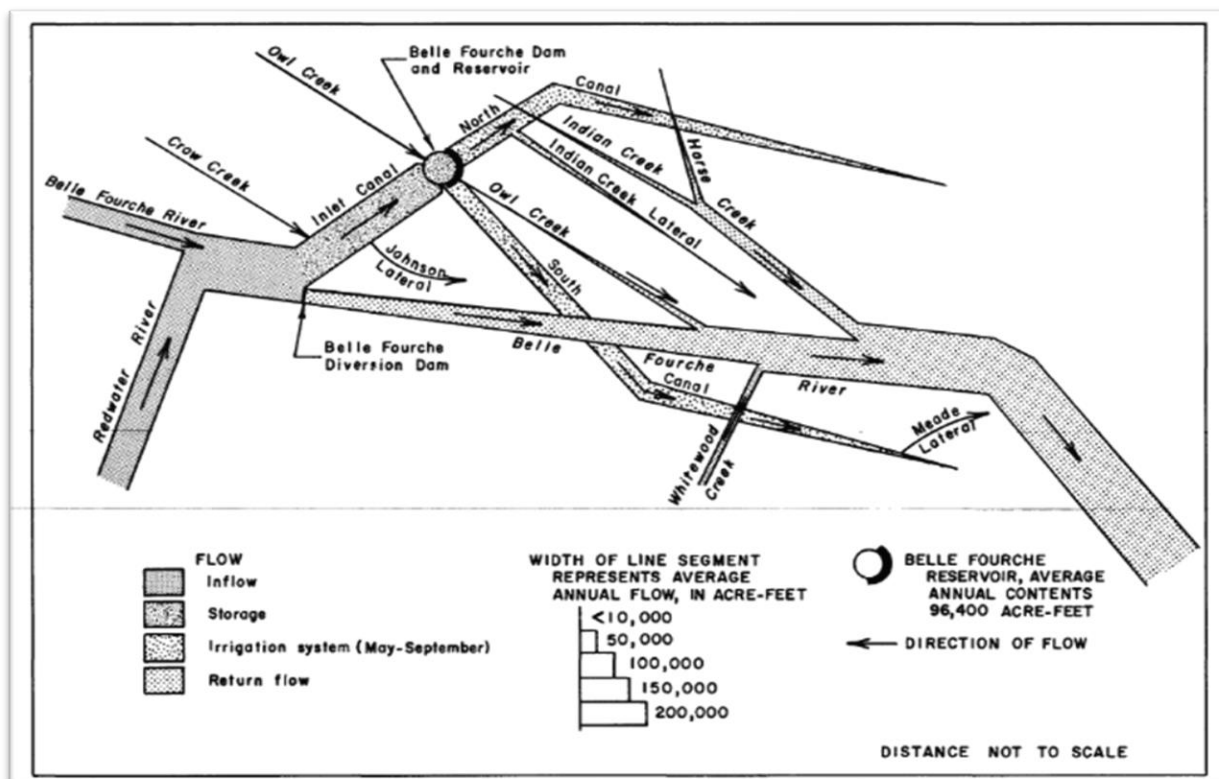 Owl Creek
Belle Fourche Dam
and Reservoir
Crow Creek
Belle Fourche River
Inlet Canal
North
Canal
Indian Creek
Indian Creek Lateral
Horse
Creek
Owl Creek
Johnson
Lateral
South
Redwater River
Belle Fourche
Diversion Dam
Belle
Fourche
River
Canal
Whitewood
Creek
Meade
Lateral
FLOW
Inflow
Storage
Irrigation system (May-September)
Return flow
WIDTH OF LINE SEGMENT
REPRESENTS AVERAGE
ANNUAL FLOW, IN ACRE-FEET
<10,000
50,000
100,000
150,000
200,000
BELLE FOURCHE
RESERVOIR, AVERAGE
ANNUAL CONTENTS
96,400 ACRE-FEET
DIRECTION OF FLOW
DISTANCE NOT TO SCALE